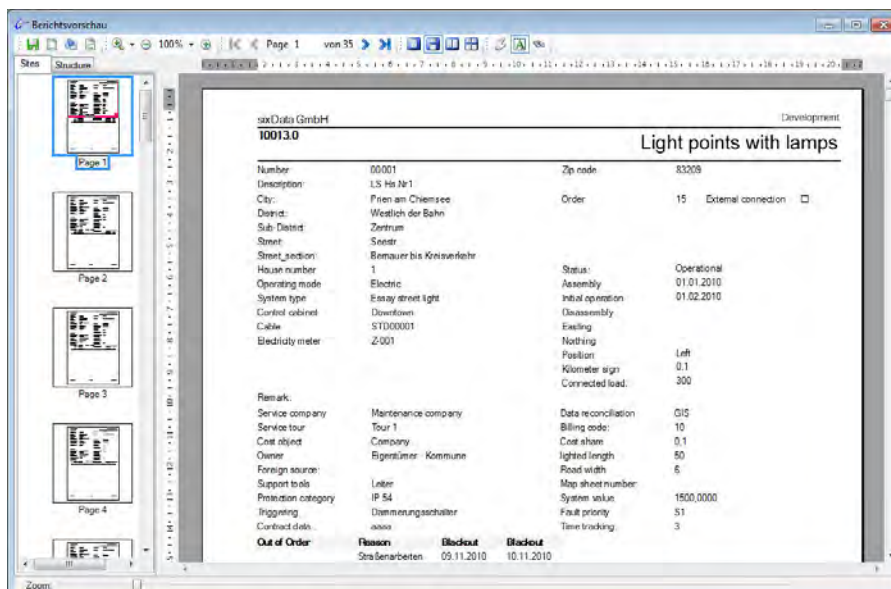 Berichtsvorschau
100% Page 1 von 35
Sites Structure
Page 1
Page 2
Page 3
Page 4
sixData GmbH Development
10013.0
Light points with lamps
Number 00001 Zip code 83209
Description: LS Hs Nr1
City: Prien am Chiemsee Order 15 External connection
District: Westlich der Bahn
Sub-District: Zentrum
Street: Seestr
Street_section: Bernauer bis Kreisverkehr
House number 1 Status: Operational
Operating mode Electric Assembly 01.01.2010
System type Essay street light Initial operation 01.02.2010
Control cabinet Downtown Disassembly
Cable STD00001 Easting
Electricity meter Z-001 Northing
Position Left
Kilometer sign 0.1
Connected load: 300
Remark:
Service company Maintenance company Data reconciliation GIS
Service tour Tour 1 Billing code: 10
Cost object Company Cost share 0,1
Owner Eigentümer - Kommune lighted length 50
Foreign source: Road width 6
Support tools Leiter Map sheet number
Protection category IP 54 System value 1500,0000
Triggering Dämmerungsschalter Fault priority S1
Contract data aaaa Time tracking: 3
Out of Order Reason Blackout Blackout
Straßenarbeiten 09.11.2010 10.11.2010
Zoom: